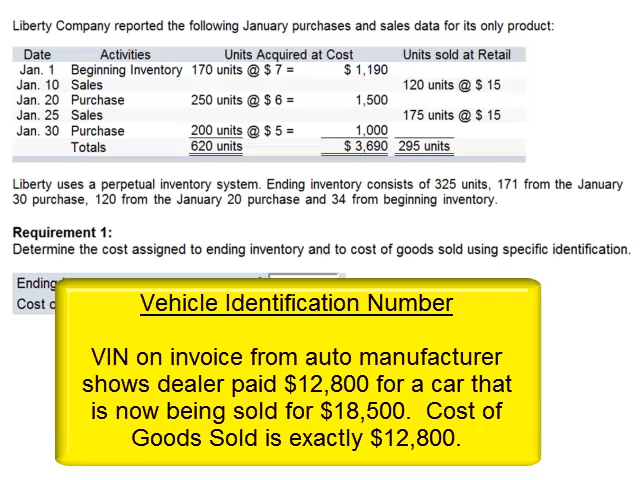 Liberty Company reported the following January purchases and sales data for its only product:
Date Activities Units Acquired at Cost Units sold at Retail
Jan. 1 Beginning Inventory 170 units @ $ 7 = $ 1,190
Jan. 10 Sales 120 units @ $ 15
Jan. 20 Purchase 250 units @ $ 6 = 1,500
Jan. 25 Sales 175 units @ $ 15
Jan. 30 Purchase 200 units @ $ 5 = 1,000
Totals 620 units $ 3,690 295 units
Liberty uses a perpetual inventory system. Ending inventory consists of 325 units, 171 from the January
30 purchase, 120 from the January 20 purchase and 34 from beginning inventory.
Requirement 1:
Determine the cost assigned to ending inventory and to cost of goods sold using specific identification.
Ending
Cost
Vehicle Identification Number
VIN on invoice from auto manufacturer
shows dealer paid $12,800 for a car that
is now being sold for $18,500. Cost of
Goods Sold is exactly $12,800.